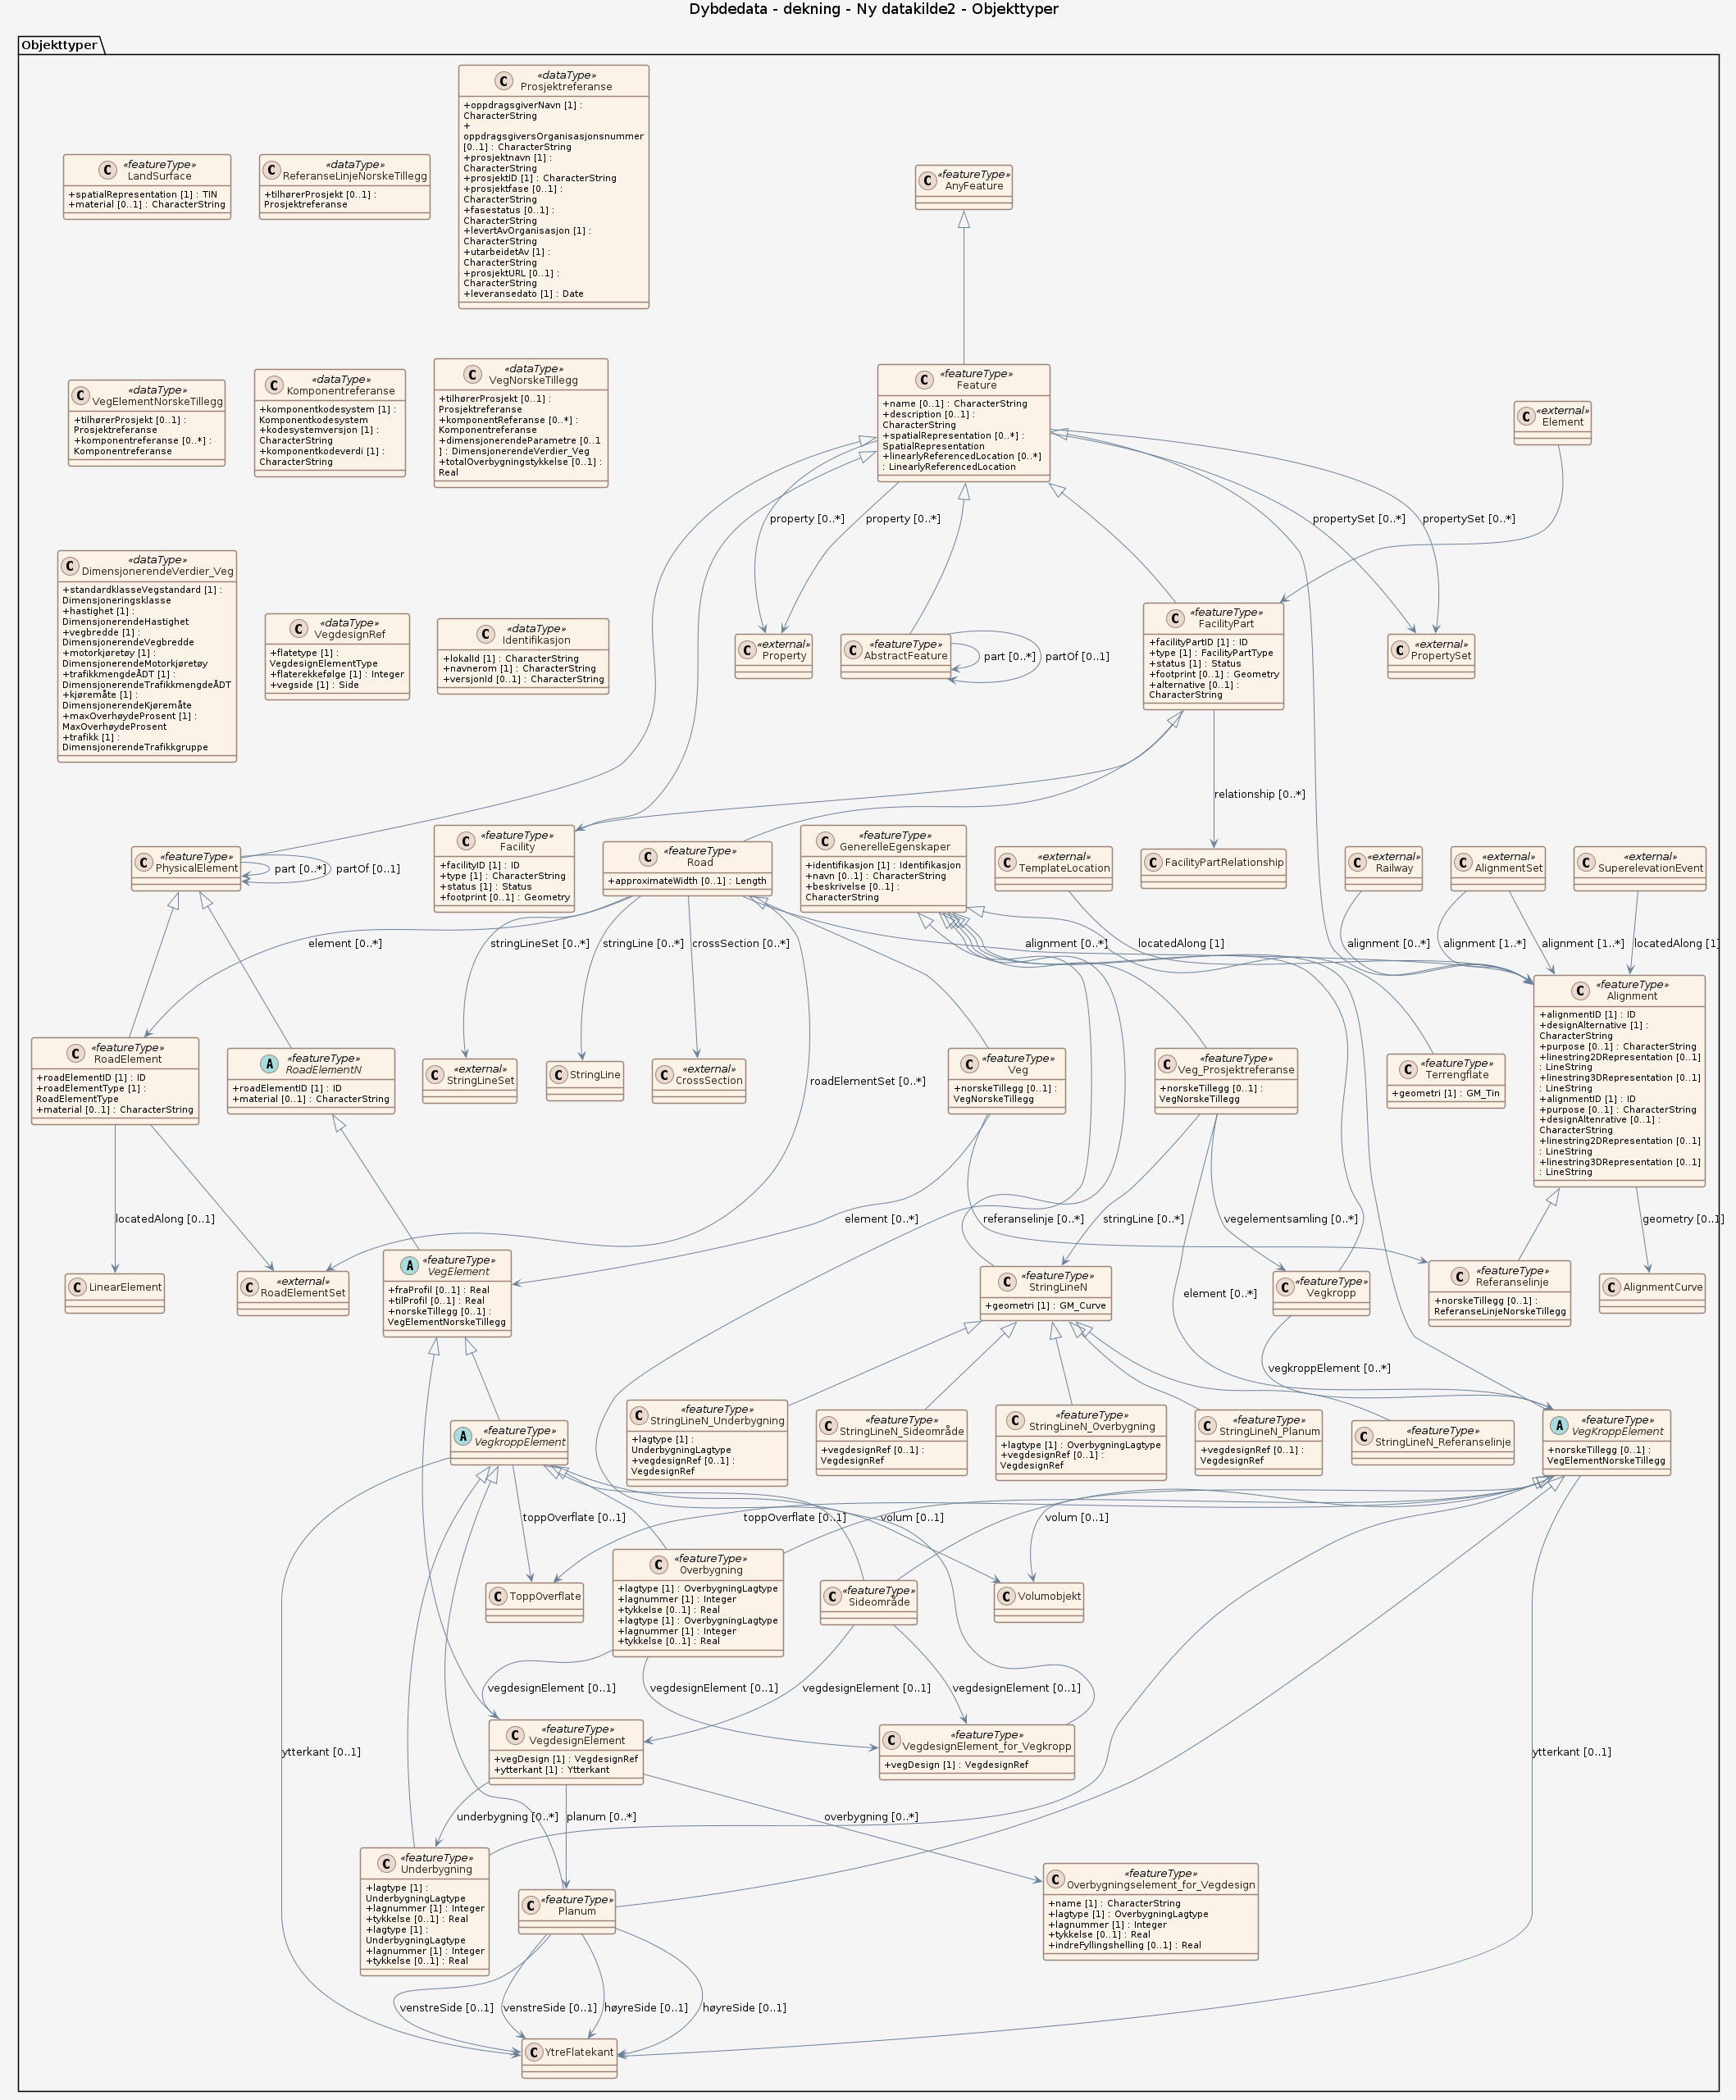 Dybdedata - dekning - Ny datakilde2 - Objekttyper
Objekttyper
«dataType»
Prosjektreferanse
+oppdragsgiverNavn [1] :
CharacterString
+
oppdragsgiversOrganisasjonsnummer
[0..1] : CharacterString
+prosjektnavn [1] :
CharacterString
+prosjektID [1] : CharacterString
+prosjektfase [0..1] :
CharacterString
+fasestatus [0..1] :
CharacterString
+levertAvOrganisasjon [1] :
CharacterString
+utarbeidetAv [1] :
CharacterString
+prosjektURL [0..1] :
CharacterString
+leveransedato [1] : Date
«featureType»
LandSurface
+spatialRepresentation [1] : TIN
+material [0..1] : CharacterString
«dataType»
ReferanseLinjeNorskeTillegg
+tilhørerProsjekt [0..1] :
Prosjektreferanse
«featureType»
AnyFeature
«dataType»
VegElementNorskeTillegg
+tilhørerProsjekt [0..1] :
Prosjektreferanse
+komponentreferanse [0..*] :
Komponentreferanse
«dataType»
Komponentreferanse
+komponentkodesystem [1] :
Komponentkodesystem
+kodesystemversjon [1] :
CharacterString
+komponentkodeverdi [1] :
CharacterString
«dataType»
VegNorskeTillegg
+tilhørerProsjekt [0..1] :
Prosjektreferanse
+komponentReferanse [0..*] :
Komponentreferanse
+dimensjonerendeParametre [0..1
] : DimensjonerendeVerdier_Veg
+totalOverbygningstykkelse [0..1] :
Real
«featureType»
Feature
+name [0..1] : CharacterString
+description [0..1] :
CharacterString
+spatialRepresentation [0..*] :
SpatialRepresentation
+linearlyReferencedLocation [0..*]
: LinearlyReferencedLocation
«external»
Element
property [0..*]
property [0..*]
propertySet [0..*]
propertySet [0..*]
«dataType»
DimensjonerendeVerdier_Veg
+standardklasseVegstandard [1] :
Dimensjoneringsklasse
+hastighet [1] :
DimensjonerendeHastighet
+vegbredde [1] :
DimensjonerendeVegbredde
+motorkjøretøy [1] :
DimensjonerendeMotorkjøretøy
+trafikkmengdeÅDT [1] :
DimensjonerendeTrafikkmengdeÅDT
+kjøremåte [1] :
DimensjonerendeKjøremåte
+maxOverhøydeProsent [1] :
MaxOverhøydeProsent
+trafikk [1] :
DimensjonerendeTrafikkgruppe
«dataType»
VegdesignRef
+flatetype [1] :
VegdesignElementType
+flaterekkefølge [1] : Integer
+vegside [1] : Side
«dataType»
Identifikasjon
+lokalId [1] : CharacterString
+navnerom [1] : CharacterString
+versjonId [0..1] : CharacterString
«external»
Property
«featureType»
AbstractFeature
part [0..*]
partOf [0..1]
«featureType»
FacilityPart
+facilityPartID [1] : ID
+type [1] : FacilityPartType
+status [1] : Status
+footprint [0..1] : Geometry
+alternative [0..1] :
CharacterString
«external»
PropertySet
relationship [0..*]
«featureType»
PhysicalElement
part [0..*]
partOf [0..1]
«featureType»
Facility
+facilityID [1] : ID
+type [1] : CharacterString
+status [1] : Status
+footprint [0..1] : Geometry
«featureType»
Road
+approximateWidth [0..1] : Length
«featureType»
GenerelleEgenskaper
+identifikasjon [1] : Identifikasjon
+navn [0..1] : CharacterString
+beskrivelse [0..1] :
CharacterString
«external»
TemplateLocation
FacilityPartRelationship
«external»
Railway
«external»
AlignmentSet
«external»
SuperelevationEvent
element [0..*]
stringLineSet [0..*]
stringLine [0..*]
crossSection [0..*]
alignment [0..*]
locatedAlong [1]
alignment [0..*]
alignment [1..*]
alignment [1..*]
locatedAlong [1]
«featureType»
RoadElement
+roadElementID [1] : ID
+roadElementType [1] :
RoadElementType
+material [0..1] : CharacterString
«featureType»
RoadElementN
+roadElementID [1] : ID
+material [0..1] : CharacterString
«external»
StringLineSet
StringLine
«external»
CrossSection
roadElementSet [0..*]
«featureType»
Veg
+norskeTillegg [0..1] :
VegNorskeTillegg
«featureType»
Veg_Prosjektreferanse
+norskeTillegg [0..1] :
VegNorskeTillegg
«featureType»
Terrengflate
+geometri [1] : GM_Tin
«featureType»
Alignment
+alignmentID [1] : ID
+designAlternative [1] :
CharacterString
+purpose [0..1] : CharacterString
+linestring2DRepresentation [0..1]
: LineString
+linestring3DRepresentation [0..1]
: LineString
+alignmentID [1] : ID
+purpose [0..1] : CharacterString
+designAltenrative [0..1] :
CharacterString
+linestring2DRepresentation [0..1]
: LineString
+linestring3DRepresentation [0..1]
: LineString
locatedAlong [0..1]
element [0..*]
referanselinje [0..*]
stringLine [0..*]
vegelementsamling [0..*]
geometry [0..1]
LinearElement
«external»
RoadElementSet
«featureType»
VegElement
+fraProfil [0..1] : Real
+tilProfil [0..1] : Real
+norskeTillegg [0..1] :
VegElementNorskeTillegg
«featureType»
StringLineN
+geometri [1] : GM_Curve
element [0..*]
«featureType»
Vegkropp
«featureType»
Referanselinje
+norskeTillegg [0..1] :
ReferanseLinjeNorskeTillegg
AlignmentCurve
vegkroppElement [0..*]
«featureType»
VegkroppElement
«featureType»
StringLineN_Underbygning
+lagtype [1] :
UnderbygningLagtype
+vegdesignRef [0..1] :
VegdesignRef
«featureType»
StringLineN_Sideområde
+vegdesignRef [0..1] :
VegdesignRef
«featureType»
StringLineN_Overbygning
+lagtype [1] : OverbygningLagtype
+vegdesignRef [0..1] :
VegdesignRef
«featureType»
StringLineN_Planum
+vegdesignRef [0..1] :
VegdesignRef
«featureType»
StringLineN_Referanselinje
«featureType»
VegKroppElement
+norskeTillegg [0..1] :
VegElementNorskeTillegg
toppOverflate [0..1]
toppOverflate [0..1]
volum [0..1]
volum [0..1]
ToppOverflate
«featureType»
Overbygning
+lagtype [1] : OverbygningLagtype
+lagnummer [1] : Integer
+tykkelse [0..1] : Real
+lagtype [1] : OverbygningLagtype
+lagnummer [1] : Integer
+tykkelse [0..1] : Real
«featureType»
Sideområde
Volumobjekt
vegdesignElement [0..1]
vegdesignElement [0..1]
vegdesignElement [0..1]
vegdesignElement [0..1]
ytterkant [0..1]
«featureType»
VegdesignElement
+vegDesign [1] : VegdesignRef
+ytterkant [1] : Ytterkant
«featureType»
VegdesignElement_for_Vegkropp
+vegDesign [1] : VegdesignRef
ytterkant [0..1]
underbygning [0..*]
planum [0..*]
overbygning [0..*]
«featureType»
Underbygning
+lagtype [1] :
UnderbygningLagtype
+lagnummer [1] : Integer
+tykkelse [0..1] : Real
+lagtype [1] :
UnderbygningLagtype
+lagnummer [1] : Integer
+tykkelse [0..1] : Real
«featureType»
Planum
«featureType»
Overbygningselement_for_Vegdesign
+name [1] : CharacterString
+lagtype [1] : OverbygningLagtype
+lagnummer [1] : Integer
+tykkelse [0..1] : Real
+indreFyllingshelling [0..1] : Real
venstreSide [0..1]
venstreSide [0..1]
høyreSide [0..1]
høyreSide [0..1]
YtreFlatekant